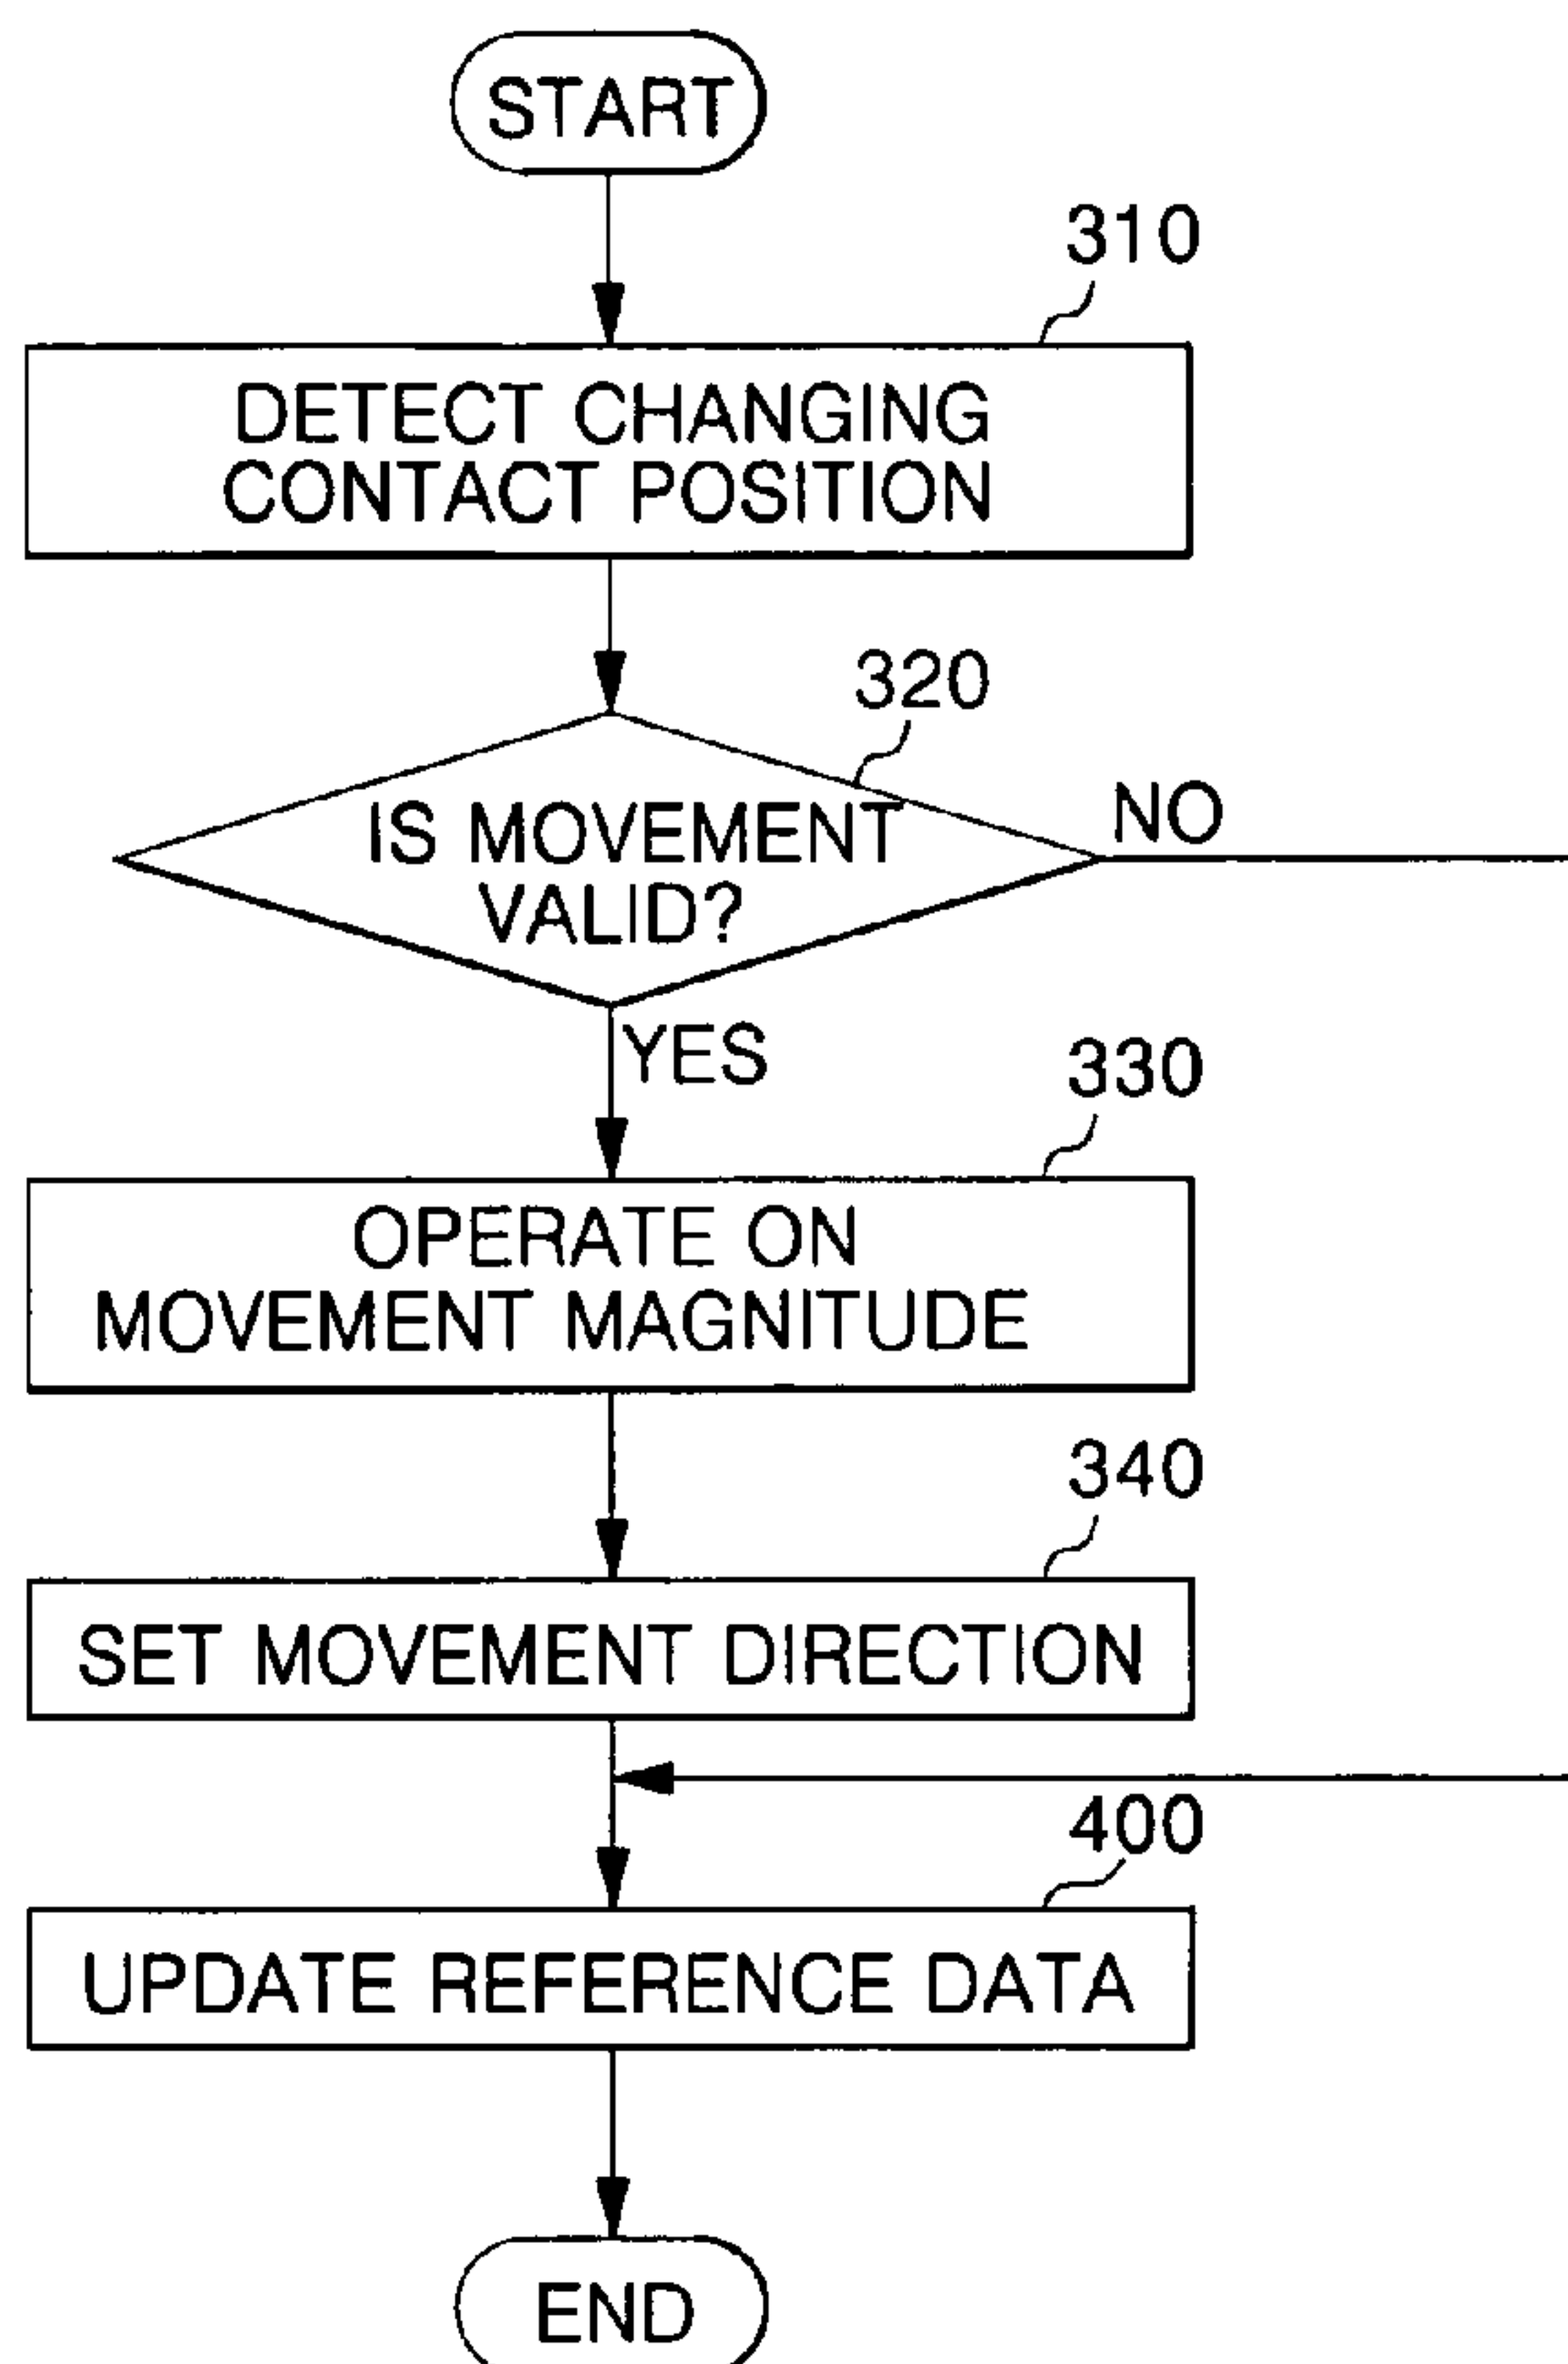 START
310
DETECT CHANGING
CONTACT POSITION
320
IS MOVEMENT
VALID?
NO
YES
330
OPERATE ON
MOVEMENT MAGNITUDE
340
SET MOVEMENT DIRECTION
400
UPDATE REFERENCE DATA
END